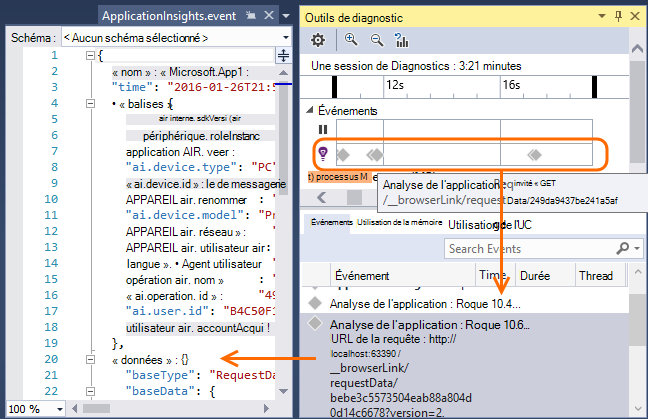 ApplicationInsights.event
Schéma : < Aucun schéma sélectionné >
1 {
2 « nom » : « Microsoft.App1 :
3 "time": "2016-01-26T21:5
4 • « balises » {
5 air interne. sdkVersi (air
6 périphérique. roleInstanc
7 application AIR. veer :
8 "ai.device.type": "PC"
9 « ai.device.id » : le de messagerie
10 APPAREIL air. renommer : "
11 "ai.device.model": "Pr
12 APPAREIL air. réseau » : "
13 APPAREIL air. utilisateur air: "
14 langue ». • Agent utilisateur "
15 opération air. nom » : "
16 « ai.operation. id » : "49
17 "ai.user.id": "B4C50F1
18 utilisateur air. accountAcqui !
19 },
20 « données » : {}
21 "baseType": "RequestDa
22 "baseData": {
100 %
Outils de diagnostic
Une session de Diagnostics : 3:21 minutes
12s 16s
Événements
t) processus M
Analyse de l'application Req invité « GET
/__browserLink/request Data/249da9437be241a5af
Événements Utilisation de la mémoire Utilisation de l'UC
Search Events
Événement Time Durée Thread
Analyse de l'application : Roque 10.4...
Analyse de l'application : Roque 10.6...
URL de la requête : http://
localhost:63390 /
__browserLink/
requestData/
bebe3c5573504eab88a804d
0d14c6678?version=2.